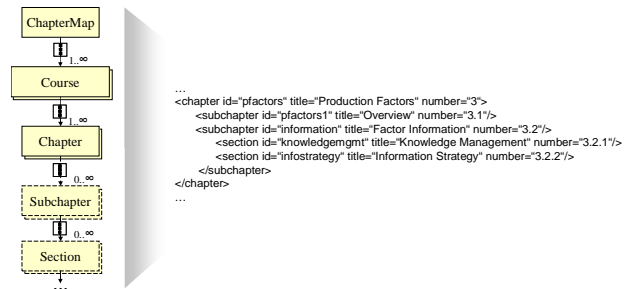 ChapterMap
1..∞
Course
1..∞
Chapter
0..∞
Subchapter
0..∞
Section
...
…
<chapter id="pfactors" title="Production Factors" number="3">
<subchapter id="pfactors1" title="Overview" number="3.1"/>
<subchapter id="information" title="Factor Information" number="3.2"/>
<section id="knowledgemgmt" title="Knowledge Management" number="3.2.1"/>
<section id="infostrategy" title="Information Strategy" number="3.2.2"/>
</subchapter>
</chapter>
…